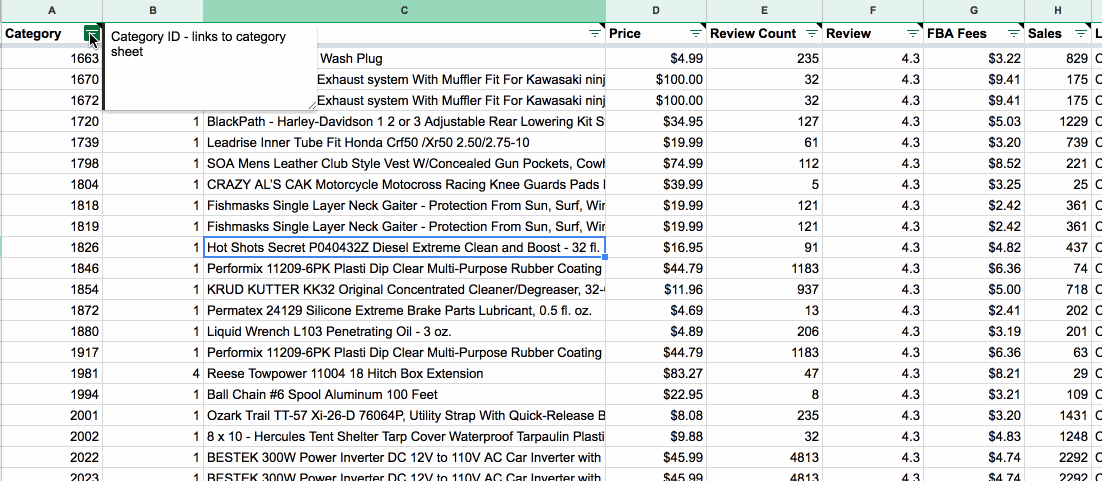 A B C D E F G H
Category Price Review Count Review FBA Fees Sales L
Category ID - links to category
sheet
1663 Wash Plug $4.99 235 4.3 $3.22 829 C
1670 Exhaust system With Muffler Fit For Kawasaki ninj $100.00 32 4.3 $9.41 175 C
1672 Exhaust system With Muffler Fit For Kawasaki ninj $100.00 32 4.3 $9.41 175 C
1720 1 BlackPath - Harley-Davidson 1 2 or 3 Adjustable Rear Lowering Kit S $34.95 127 4.3 $5.03 1229 C
1739 1 Leadrise Inner Tube Fit Honda Crf50 /Xr50 2.50/2.75-10 $19.99 61 4.3 $3.20 739 C
1798 1 SOA Mens Leather Club Style Vest W/Concealed Gun Pockets, Cowh $74.99 112 4.3 $8.52 221 C
1804 1 CRAZY AL'S CAK Motorcycle Motocross Racing Knee Guards Pads $39.99 5 4.3 $3.25 25 C
1818 1 Fishmasks Single Layer Neck Gaiter - Protection From Sun, Surf, Wir $19.99 121 4.3 $2.42 361 C
1819 1 Fishmasks Single Layer Neck Gaiter - Protection From Sun, Surf, Wir $19.99 121 4.3 $2.42 361 C
1826 1 Hot Shots Secret P040432Z Diesel Extreme Clean and Boost - 32 fl. $16.95 91 4.3 $4.82 437 C
1846 1 Performix 11209-6PK Plasti Dip Clear Multi-Purpose Rubber Coating $44.79 1183 4.3 $6.36 74 C
1854 1 KRUD KUTTER KK32 Original Concentrated Cleaner/Degreaser, 32- $11.96 937 4.3 $5.00 718 C
1872 1 Permatex 24129 Silicone Extreme Brake Parts Lubricant, 0.5 fl. oz. $4.69 13 4.3 $2.41 202 C
1880 1 Liquid Wrench L103 Penetrating Oil - 3 oz. $4.89 206 4.3 $3.19 201 C
1917 1 Performix 11209-6PK Plasti Dip Clear Multi-Purpose Rubber Coating $44.79 1183 4.3 $6.36 63 C
1981 4 Reese Towpower 11004 18 Hitch Box Extension $83.27 47 4.3 $8.21 29 C
1994 1 Ball Chain #6 Spool Aluminum 100 Feet $22.95 8 4.3 $3.21 109 C
2001 1 Ozark Trail TT-57 Xi-26-D 76064P, Utility Strap With Quick-Release B $8.08 235 4.3 $3.20 1431 C
2002 1 8 x 10 - Hercules Tent Shelter Tarp Cover Waterproof Tarpaulin Plasti $9.88 32 4.3 $4.83 1248 C
2022 1 BESTEK 300W Power Inverter DC 12V to 110V AC Car Inverter with $45.99 4813 4.3 $4.74 2292 C
2023 1 BESTEK 300W Power Inverter DC 12V to 110V AC Car Inverter with $45.99 4813 4.3 $4.74 2292 C